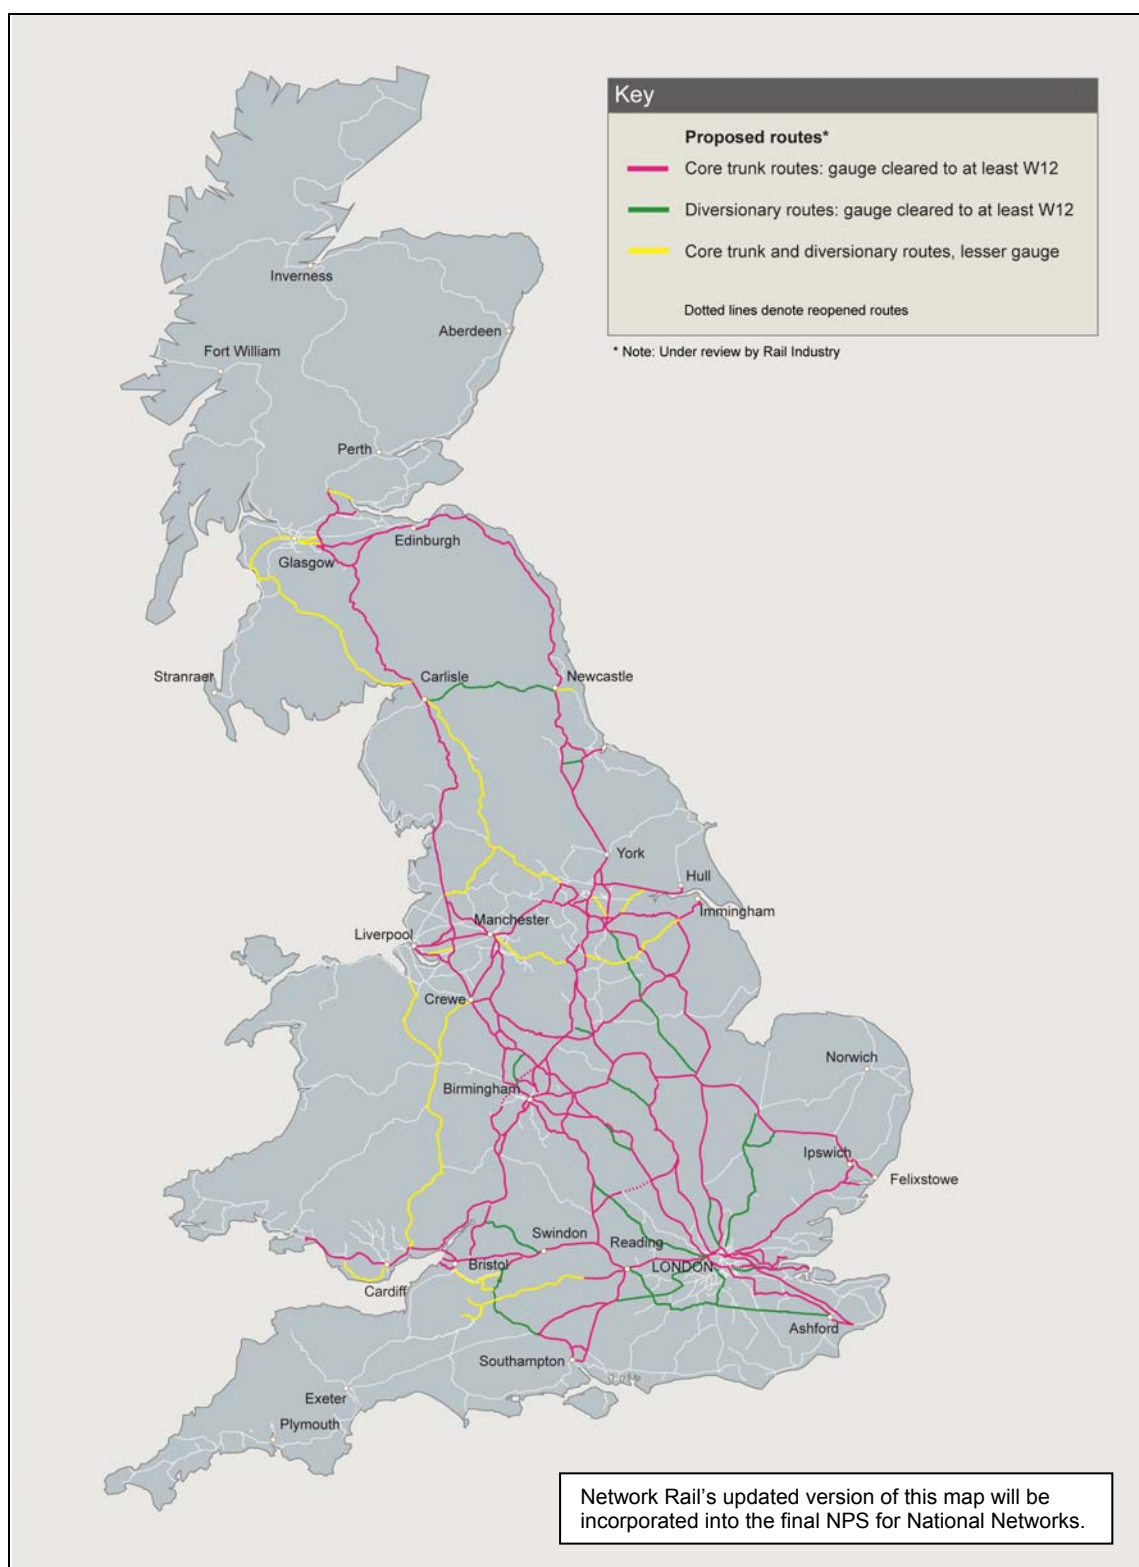 Key
Proposed routes*
Core trunk routes: gauge cleared to at least W12
Diversionary routes: gauge cleared to at least W12
Core trunk and diversionary routes, lesser gauge
Dotted lines denote reopened routes
* Note: Under review by Rail Industry
Inverness
Aberdeen
Fort William
Perth
Edinburgh
Glasgow
Stranraer
Carlisle
Newcastle
York
Hull
Immingham
Manchester
Liverpool
Crewe
Norwich
Birmingham
Ipswich
Felixstowe
Swindon
Reading
Bristol
LONDON
Cardiff
Ashford
Southampton
Exeter
Plymouth
Network Rail’s updated version of this map will be
incorporated into the final NPS for National Networks.